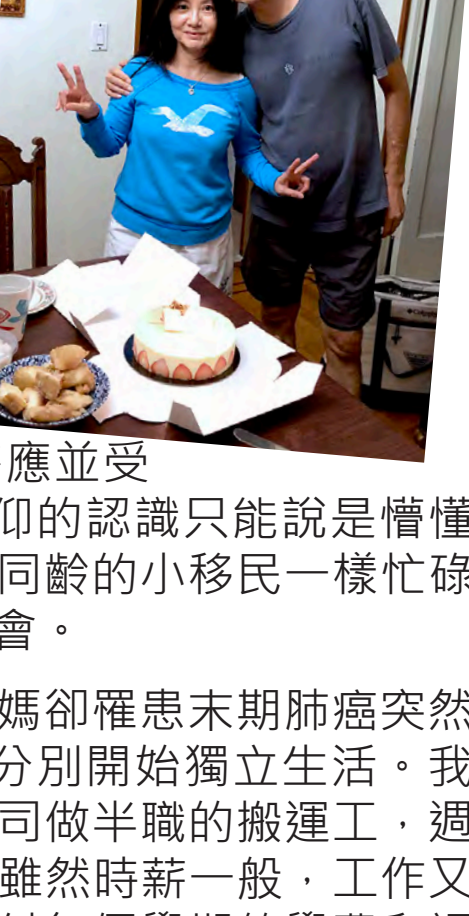 應並受
仰的認識只能說是懵懂
同齡的小移民一樣忙碌
會。
媽卻罹患末期肺癌突然
分別開始獨立生活。我
司做半職的搬運工，週
雖然時薪一般，工作又